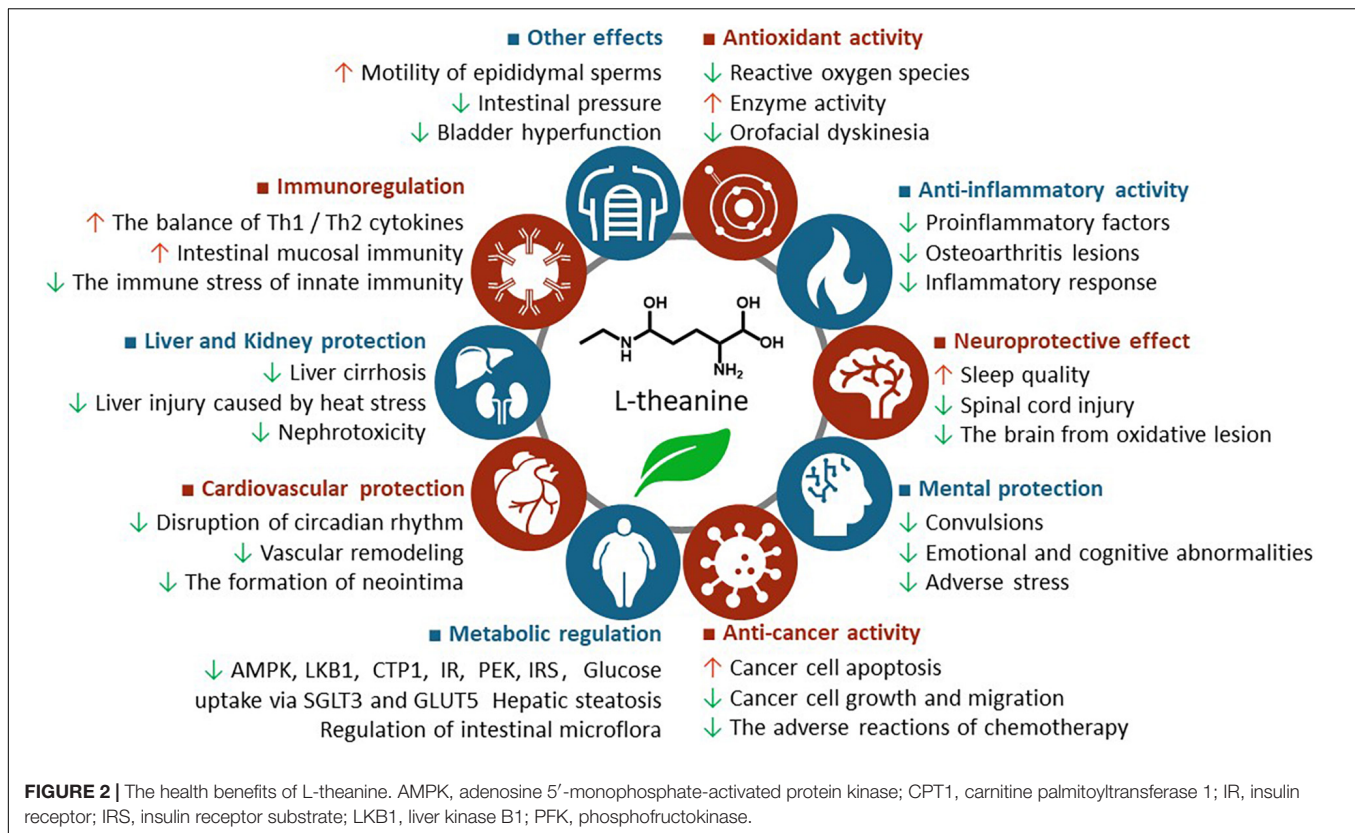 ■ Other effects
↑ Motility of epididymal sperms
↓ Intestinal pressure
↓ Bladder hyperfunction
■ Antioxidant activity
↓ Reactive oxygen species
↑ Enzyme activity
↓ Orofacial dyskinesia
■ Immunoregulation
↑ The balance of Th1 / Th2 cytokines
↑ Intestinal mucosal immunity
↓ The immune stress of innate immunity
■ Anti-inflammatory activity
↓ Proinflammatory factors
↓ Osteoarthritis lesions
↓ Inflammatory response
■ Liver and Kidney protection
↓ Liver cirrhosis
↓ Liver injury caused by heat stress
↓ Nephrotoxicity
OH
OH
N
H
OH
NH₂
L-theanine
■ Neuroprotective effect
↑ Sleep quality
↓ Spinal cord injury
↓ The brain from oxidative lesion
■ Cardiovascular protection
↓ Disruption of circadian rhythm
↓ Vascular remodeling
↓ The formation of neointima
■ Mental protection
↓ Convulsions
↓ Emotional and cognitive abnormalities
↓ Adverse stress
■ Metabolic regulation
↓ AMPK, LKB1, CTP1, IR, PEK, IRS, Glucose
uptake via SGLT3 and GLUT5 Hepatic steatosis
Regulation of intestinal microflora
■ Anti-cancer activity
↑ Cancer cell apoptosis
↓ Cancer cell growth and migration
↓ The adverse reactions of chemotherapy
FIGURE 2 | The health benefits of L-theanine. AMPK, adenosine 5′-monophosphate-activated protein kinase; CPT1, carnitine palmitoyltransferase 1; IR, insulin
receptor; IRS, insulin receptor substrate; LKB1, liver kinase B1; PFK, phosphofructokinase.